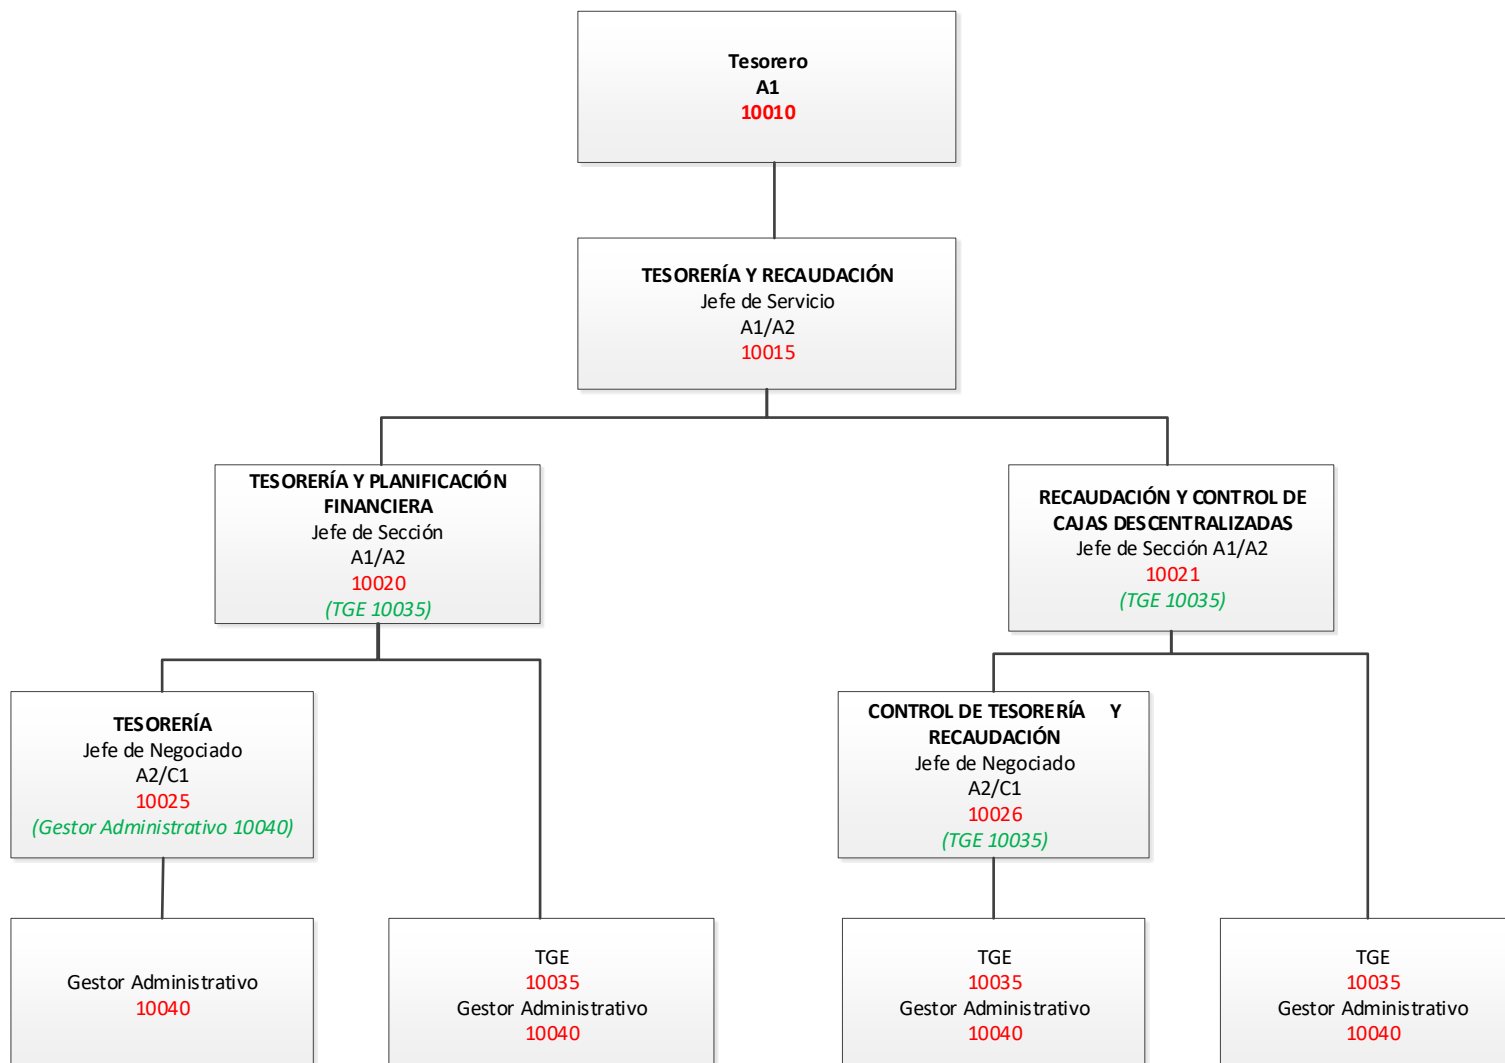 Tesorero
A1
10010
TESORERÍA Y RECAUDACIÓN
Jefe de Servicio
A1/A2
10015
TESORERÍA Y PLANIFICACIÓN
FINANCIERA
Jefe de Sección
A1/A2
10020
(TGE 10035)
RECAUDACIÓN Y CONTROL DE
CAJAS DESCENTRALIZADAS
Jefe de Sección A1/A2
10021
(TGE 10035)
TESORERÍA
Jefe de Negociado
A2/C1
10025
(Gestor Administrativo 10040)
CONTROL DE TESORERÍA Y
RECAUDACIÓN
Jefe de Negociado
A2/C1
10026
(TGE 10035)
Gestor Administrativo
10040
TGE
10035
Gestor Administrativo
10040
TGE
10035
Gestor Administrativo
10040
TGE
10035
Gestor Administrativo
10040